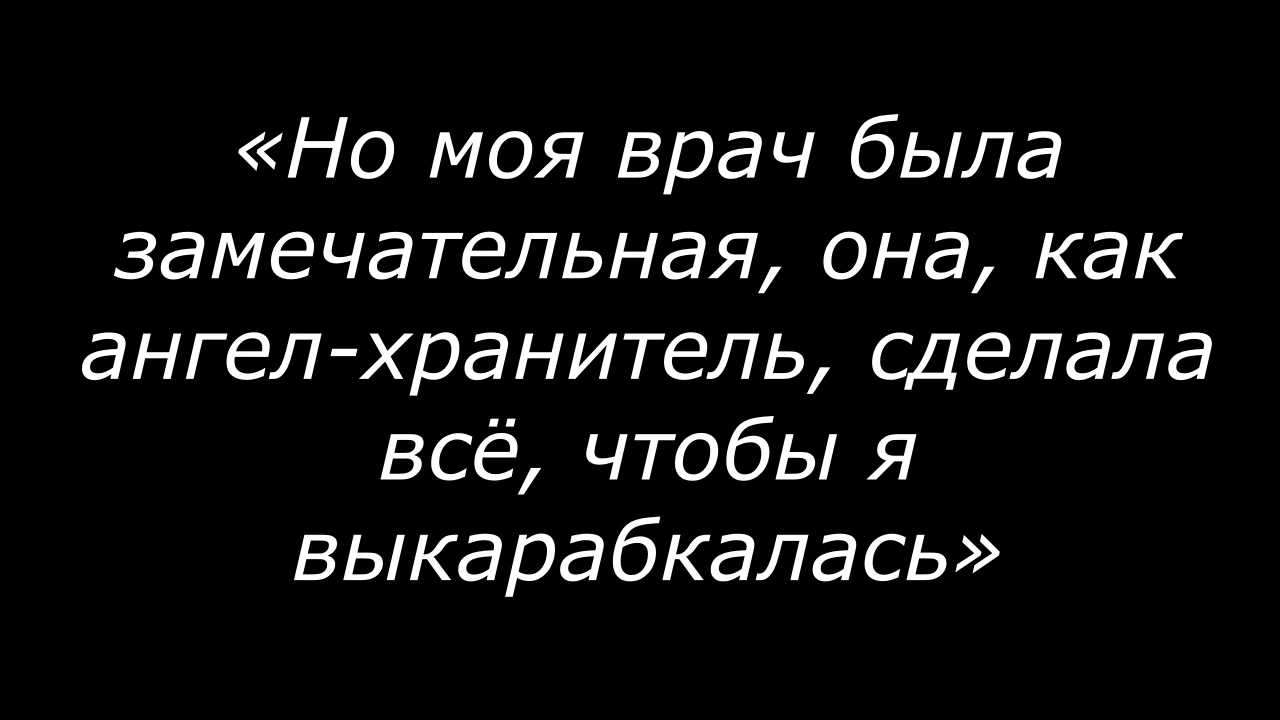 «Но моя врач была
замечательная, она, как
ангел-хранитель, сделала
всё, чтобы я
выкарабкалась»